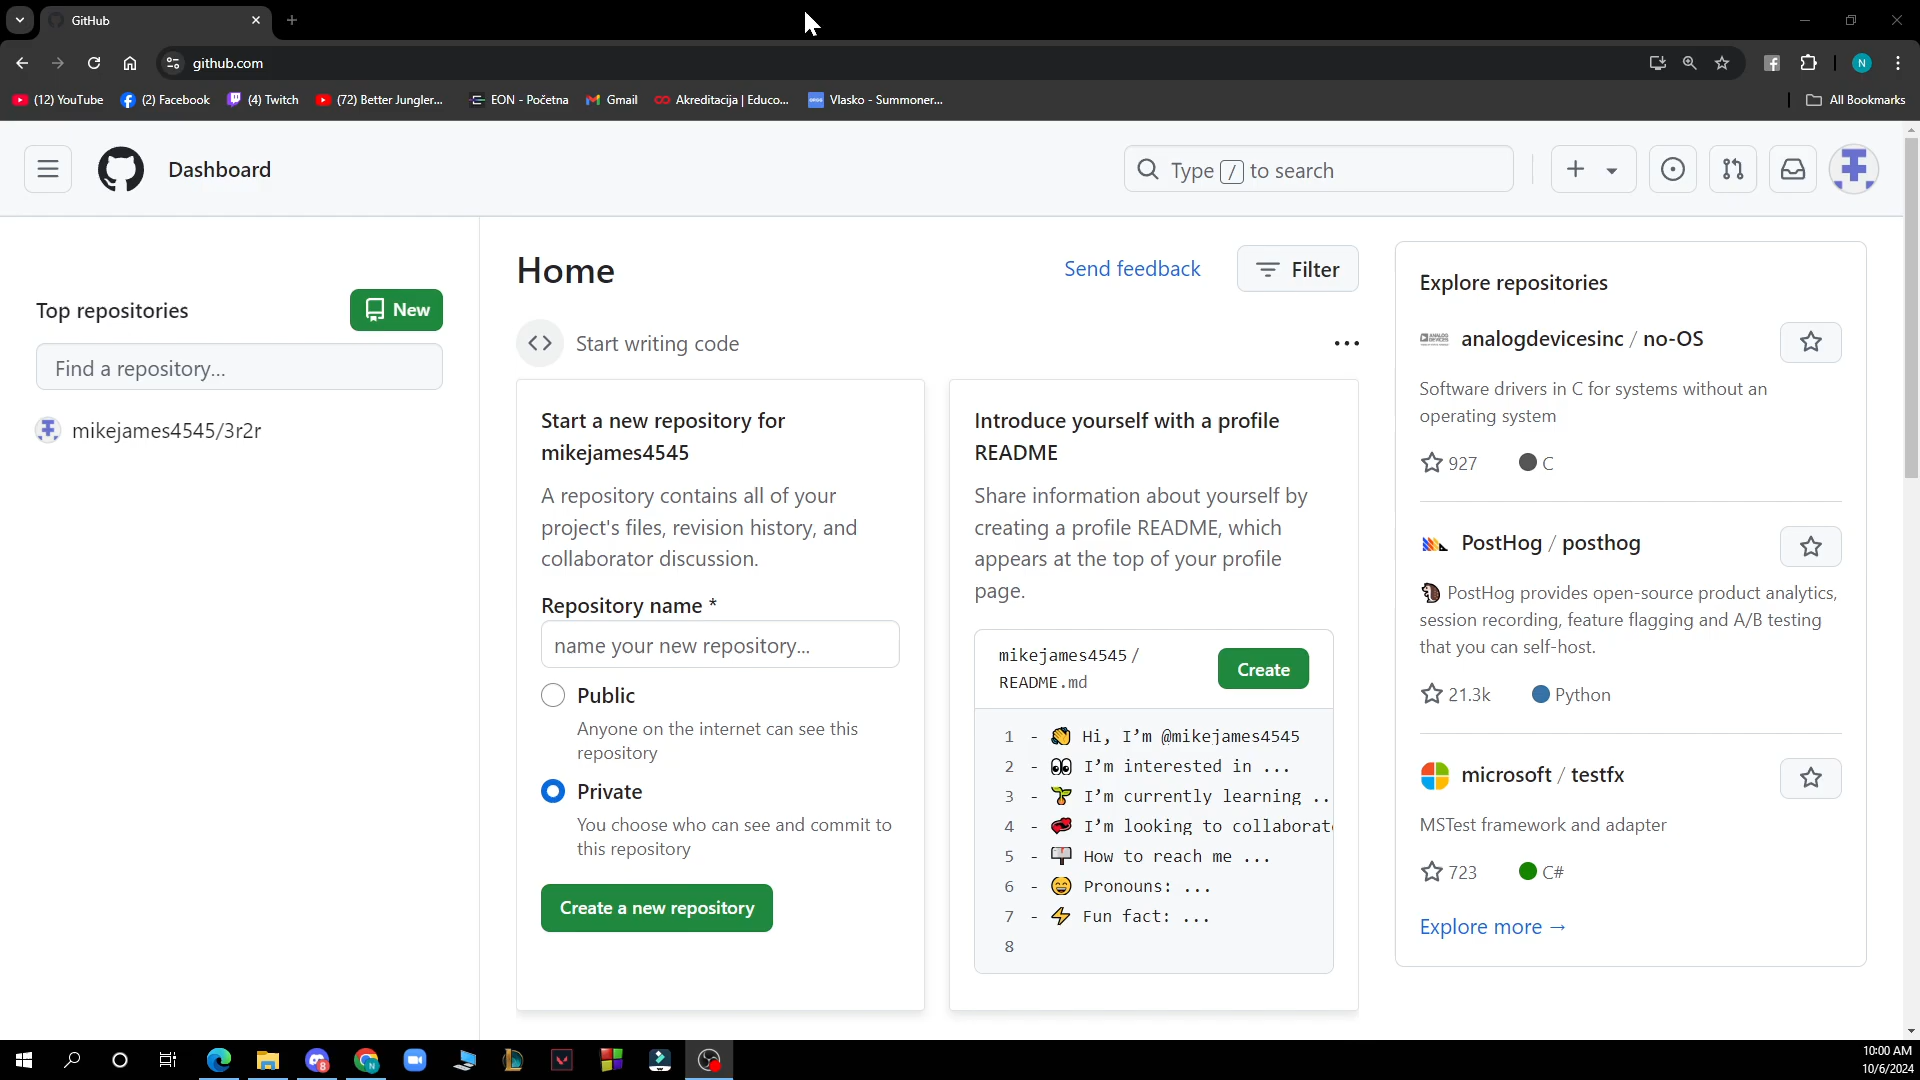 GitHub
github.com
(12) YouTube
(2) Facebook
(4) Twitch
(72) Better Jungler...
EON - Početna
Gmail
Akreditacija | Educo...
Vlasko - Summoner...
All Bookmarks
N
Dashboard
Type / to search
Top repositories
New
Find a repository...
mikejames4545/3r2r
Home
Send feedback
Filter
Start writing code
Start a new repository for
mikejames4545
A repository contains all of your
project's files, revision history, and
collaborator discussion.
Repository name *
name your new repository...
Public
Anyone on the internet can see this
repository
Private
You choose who can see and commit to
this repository
Create a new repository
Introduce yourself with a profile
README
Share information about yourself by
creating a profile README, which
appears at the top of your profile
page.
mikejames4545 /
README.md
Create
1 - 👋 Hi, I’m @mikejames4545
2 - 👀 I’m interested in ...
3 - 🌱 I’m currently learning ..
4 - 💞️ I’m looking to collaborat
5 - 📫 How to reach me ...
6 - 😄 Pronouns: ...
7 - ⚡ Fun fact: ...
8
Explore repositories
analogdevicesinc / no-OS
Software drivers in C for systems without an
operating system
927
C
PostHog / posthog
🦔 PostHog provides open-source product analytics,
session recording, feature flagging and A/B testing
that you can self-host.
21.3k
Python
microsoft / testfx
MSTest framework and adapter
723
C#
Explore more →
8
N
10:00 AM
10/6/2024